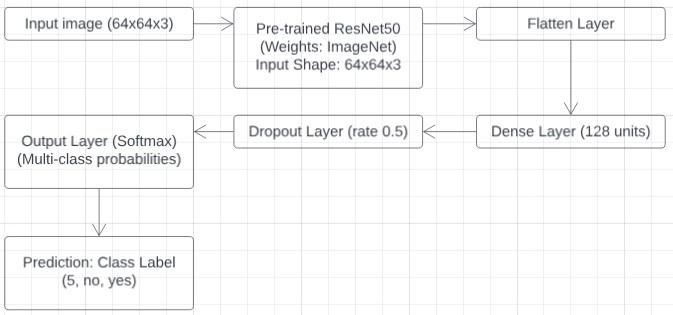 Input image (64x64x3)
Pre-trained ResNet50
(Weights: ImageNet)
Input Shape: 64x64x3
Flatten Layer
Dense Layer (128 units)
Dropout Layer (rate 0.5)
Output Layer (Softmax)
(Multi-class probabilities)
Prediction: Class Label
(5, no, yes)